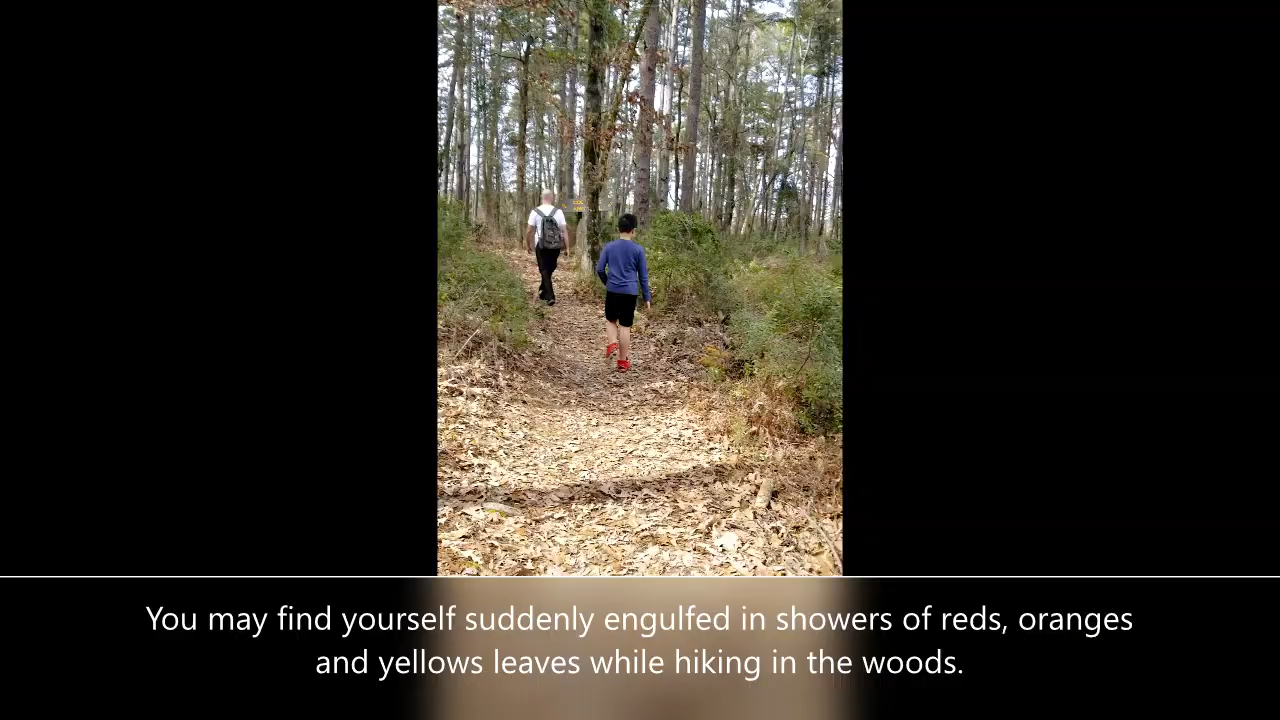 You may find yourself suddenly engulfed in showers of reds, oranges
and yellows leaves while hiking in the woods.